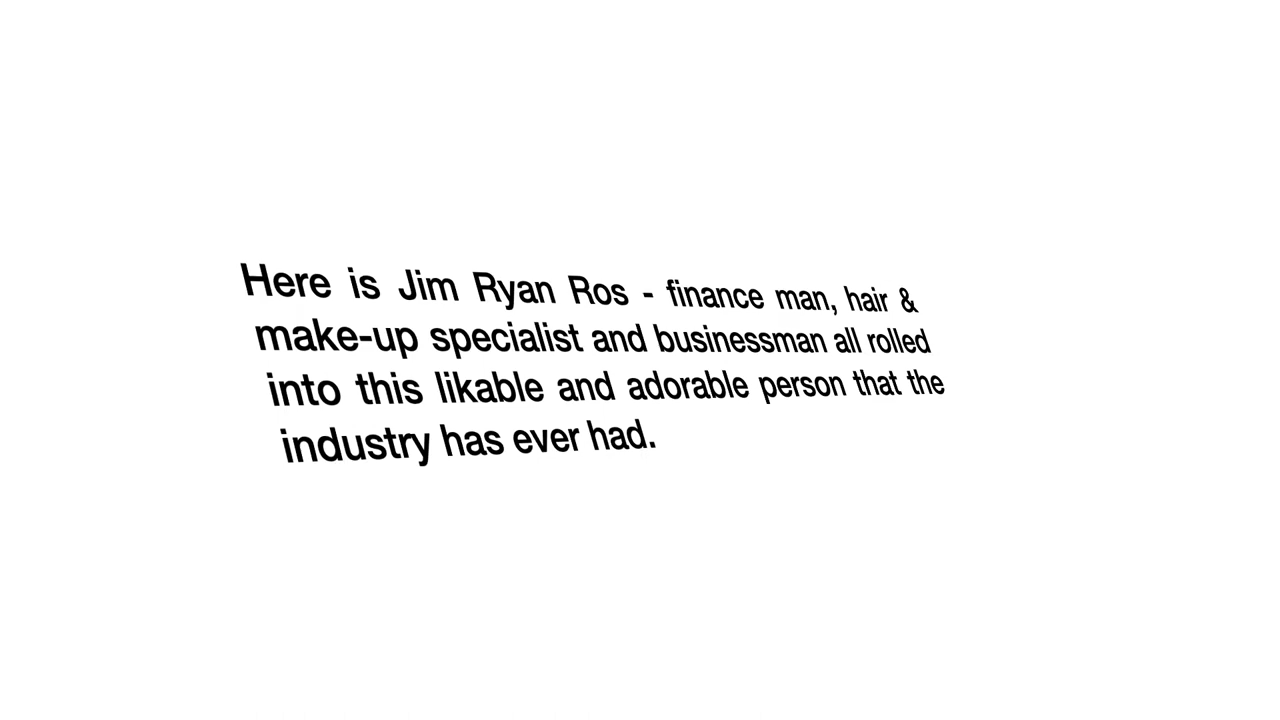 Here is Jim Ryan Ros - finance man, hair &
make-up specialist and businessman all rolled
into this likable and adorable person that the
industry has ever had.